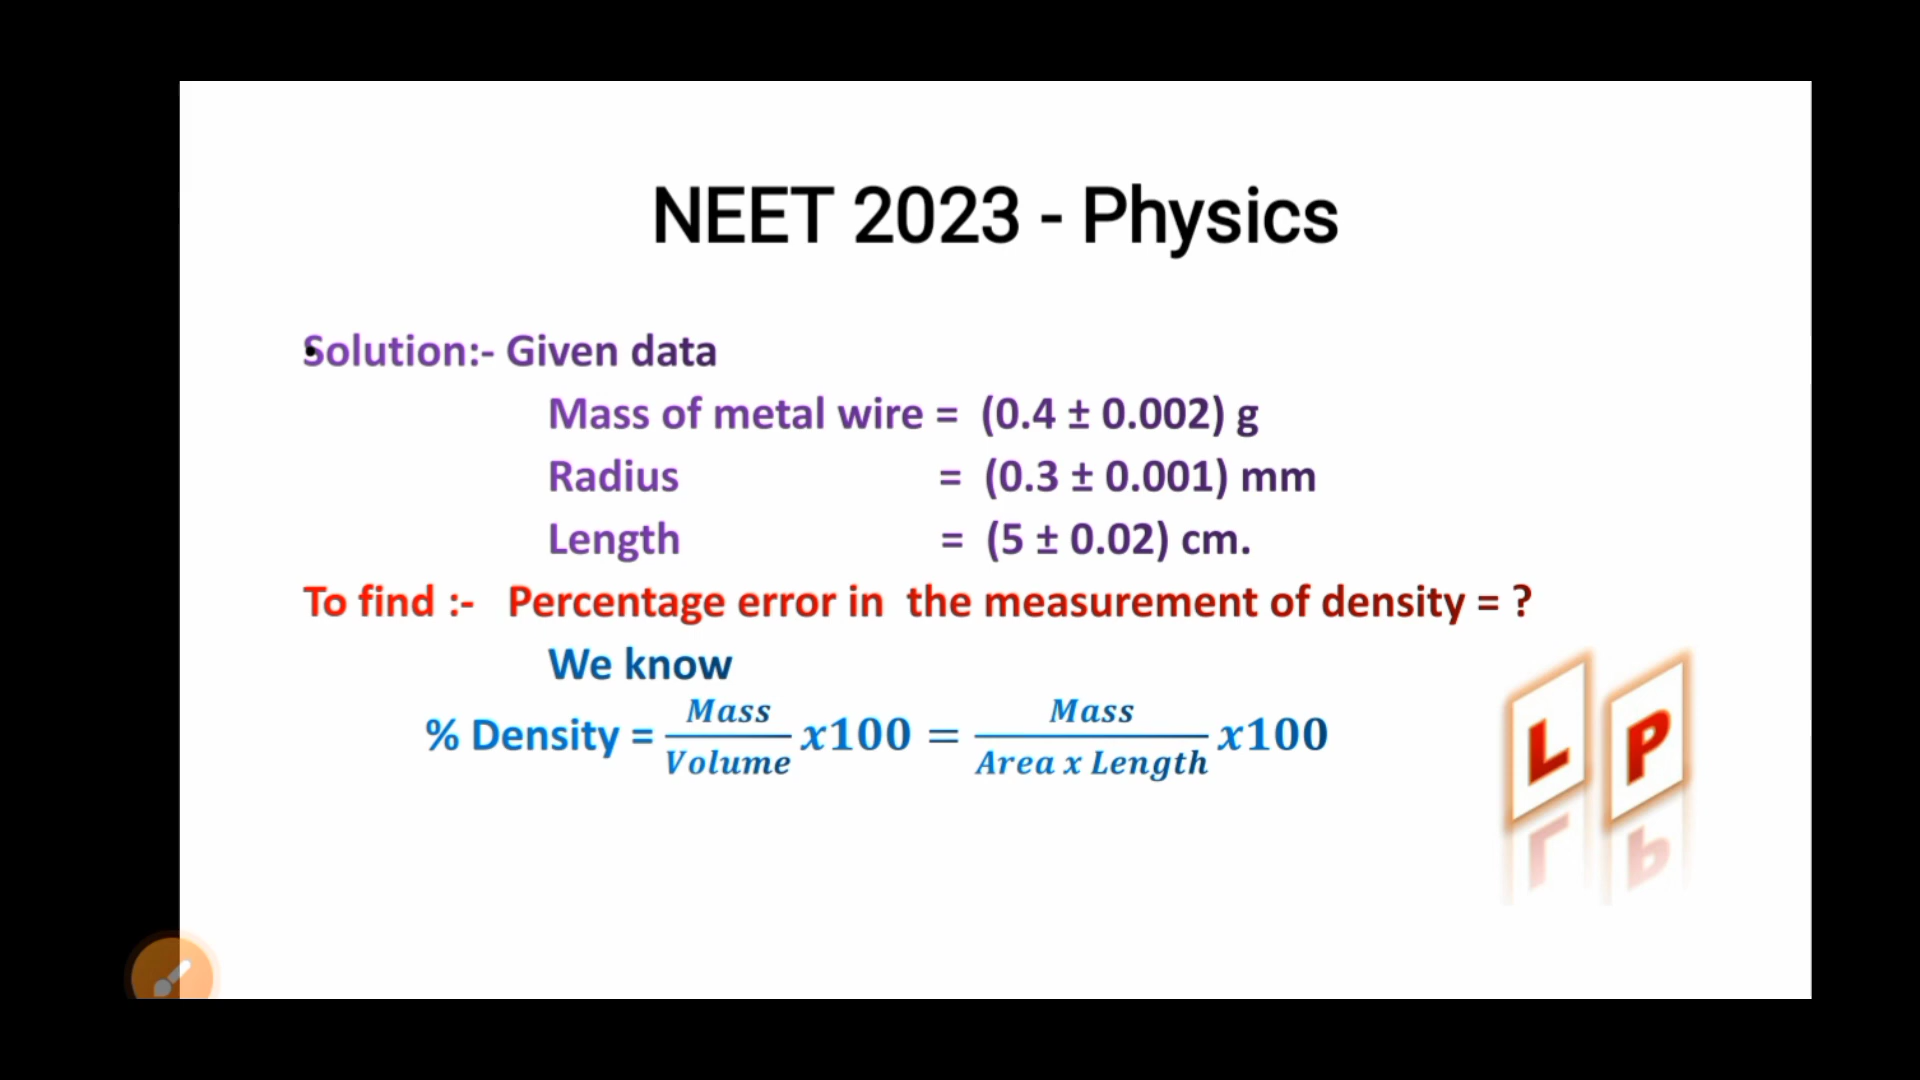 NEET 2023 - Physics
Solution:- Given data
Mass of metal wire = (0.4 ± 0.002) g
Radius = (0.3 ± 0.001) mm
Length = (5 ± 0.02) cm.
To find :- Percentage error in the measurement of density = ?
We know
% Density = Mass/Volume x100 = Mass/Area x Length x100
L P